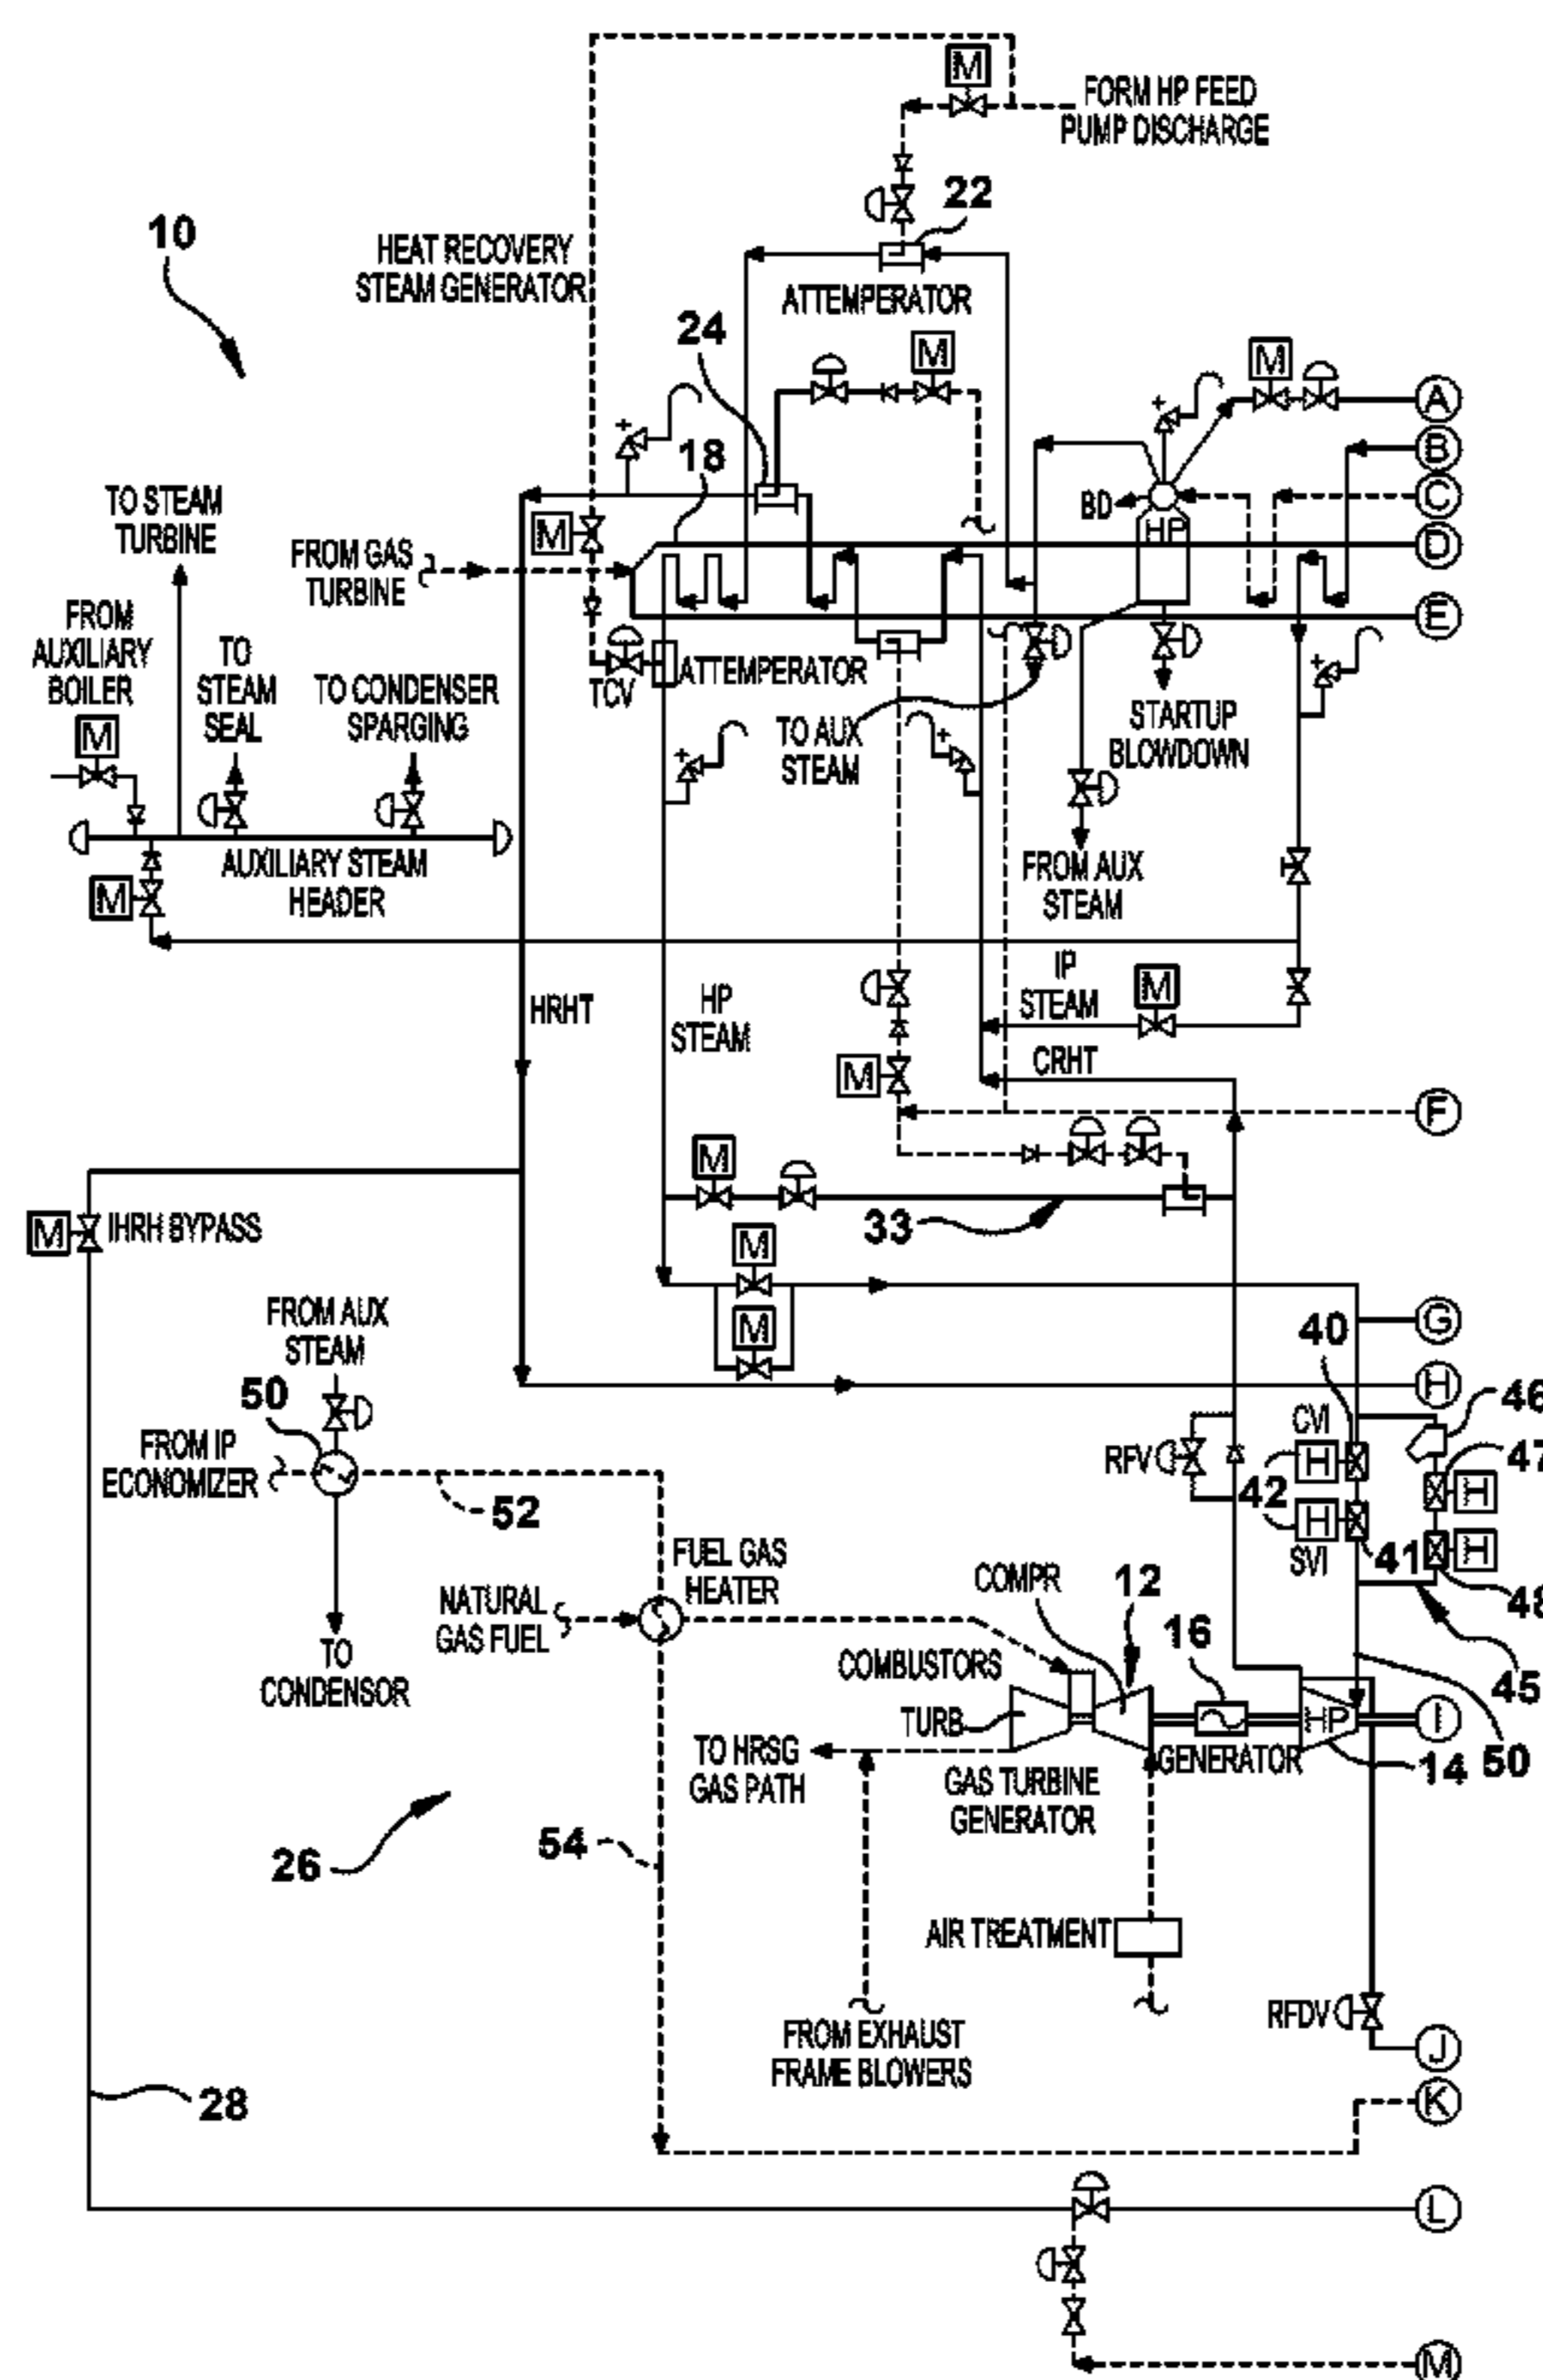 M
FORM HP FEED
PUMP DISCHARGE
22
10
HEAT RECOVERY
STEAM GENERATOR
ATTEMPERATOR
24
M
M
A
18
B
TO STEAM
TURBINE
BD
C
HP
M
FROM GAS
TURBINE
D
E
FROM
AUXILIARY
BOILER
TO
STEAM
SEAL
TO CONDENSER
SPARGING
TCV
ATTEMPERATOR
M
TO AUX
STEAM
STARTUP
BLOWDOWN
AUXILIARY STEAM
HEADER
M
FROM AUX
STEAM
HRHT
HP
STEAM
IP
STEAM
M
CRHT
M
F
M
33
M
IHRH BYPASS
M
FROM AUX
STEAM
M
40
G
H
50
CVI
46
FROM IP
ECONOMIZER
RFV
H
47
H
52
42
H
SVI
41
H
FUEL GAS
HEATER
COMPR
12
48
NATURAL
GAS FUEL
16
TO
CONDENSOR
COMBUSTORS
45
TURB
HP
I
TO HRSG
GAS PATH
GENERATOR
14
50
GAS TURBINE
GENERATOR
54
26
AIR TREATMENT
RFDV
FROM EXHAUST
FRAME BLOWERS
J
28
K
L
M